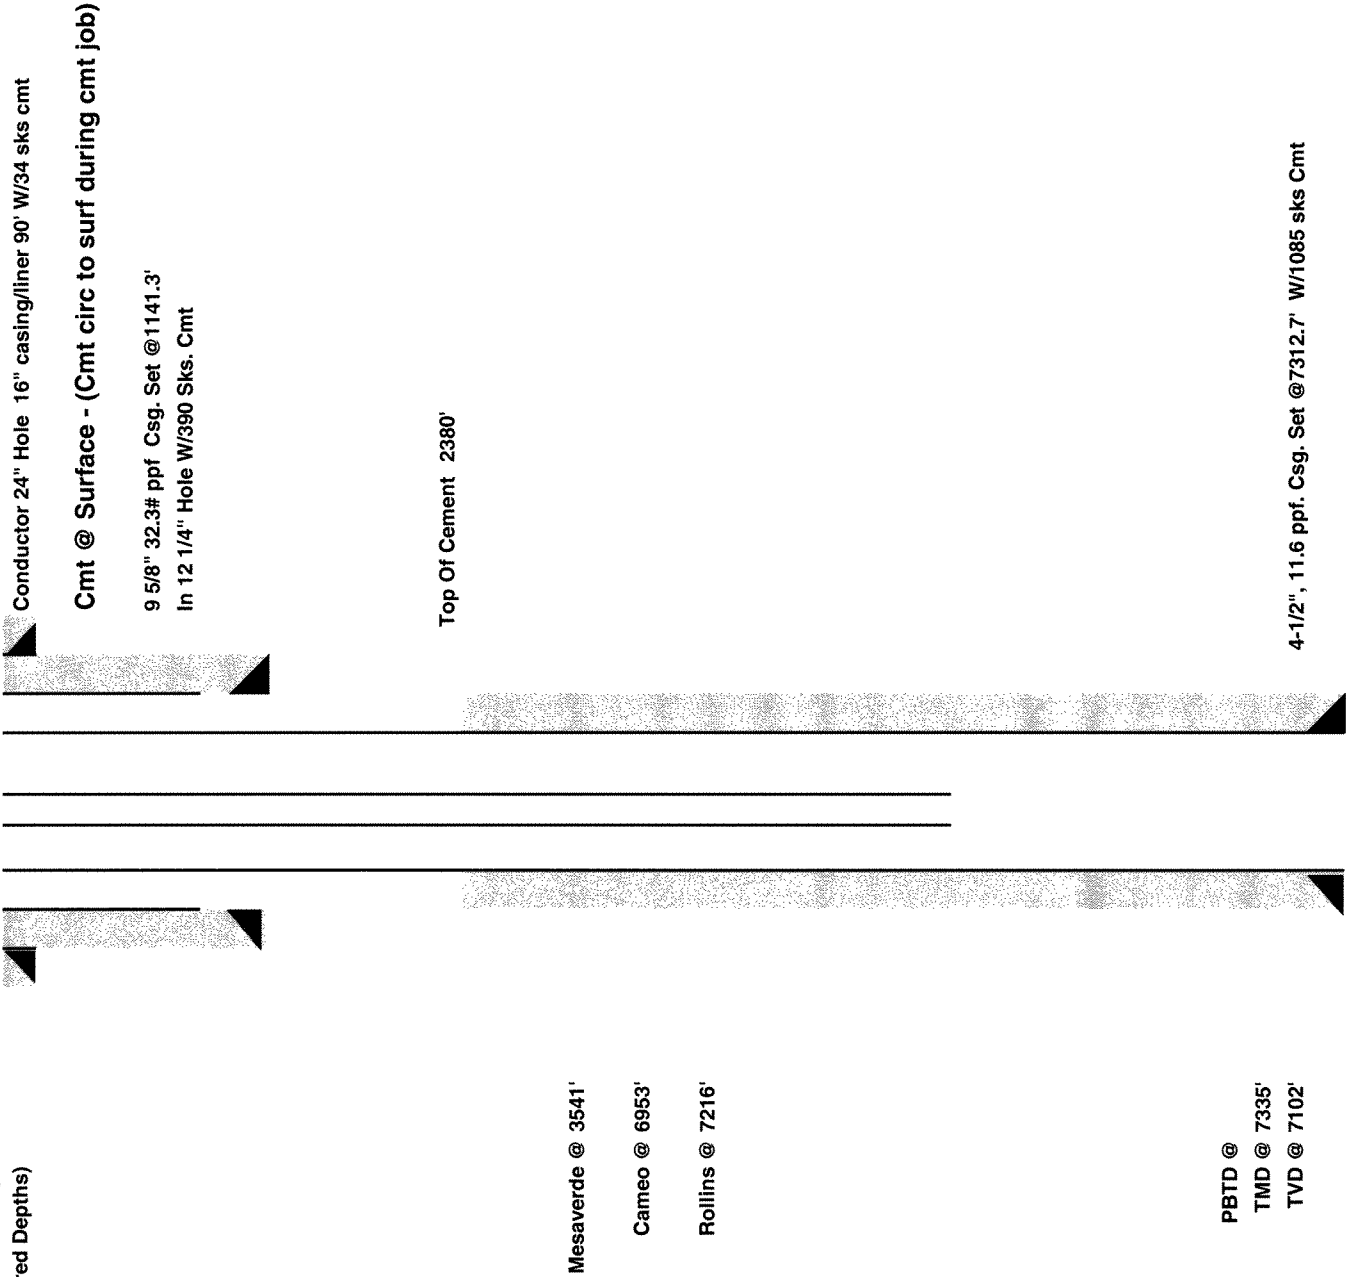 Conductor 24" Hole 16" casing/liner 90' W/34 sks cmt
Cmt @ Surface - (Cmt circ to surf during cmt job)
9 5/8" 32.3# ppf Csg. Set @1141.3'
In 12 1/4" Hole W/390 Sks. Cmt
Top Of Cement 2380'
4-1/2", 11.6 ppf. Csg. Set @7312.7' W/1085 sks Cmt
red Depths)
Mesaverde @ 3541'
Cameo @ 6953'
Rollins @ 7216'
PBTD @
TMD @ 7335'
TVD @ 7102'